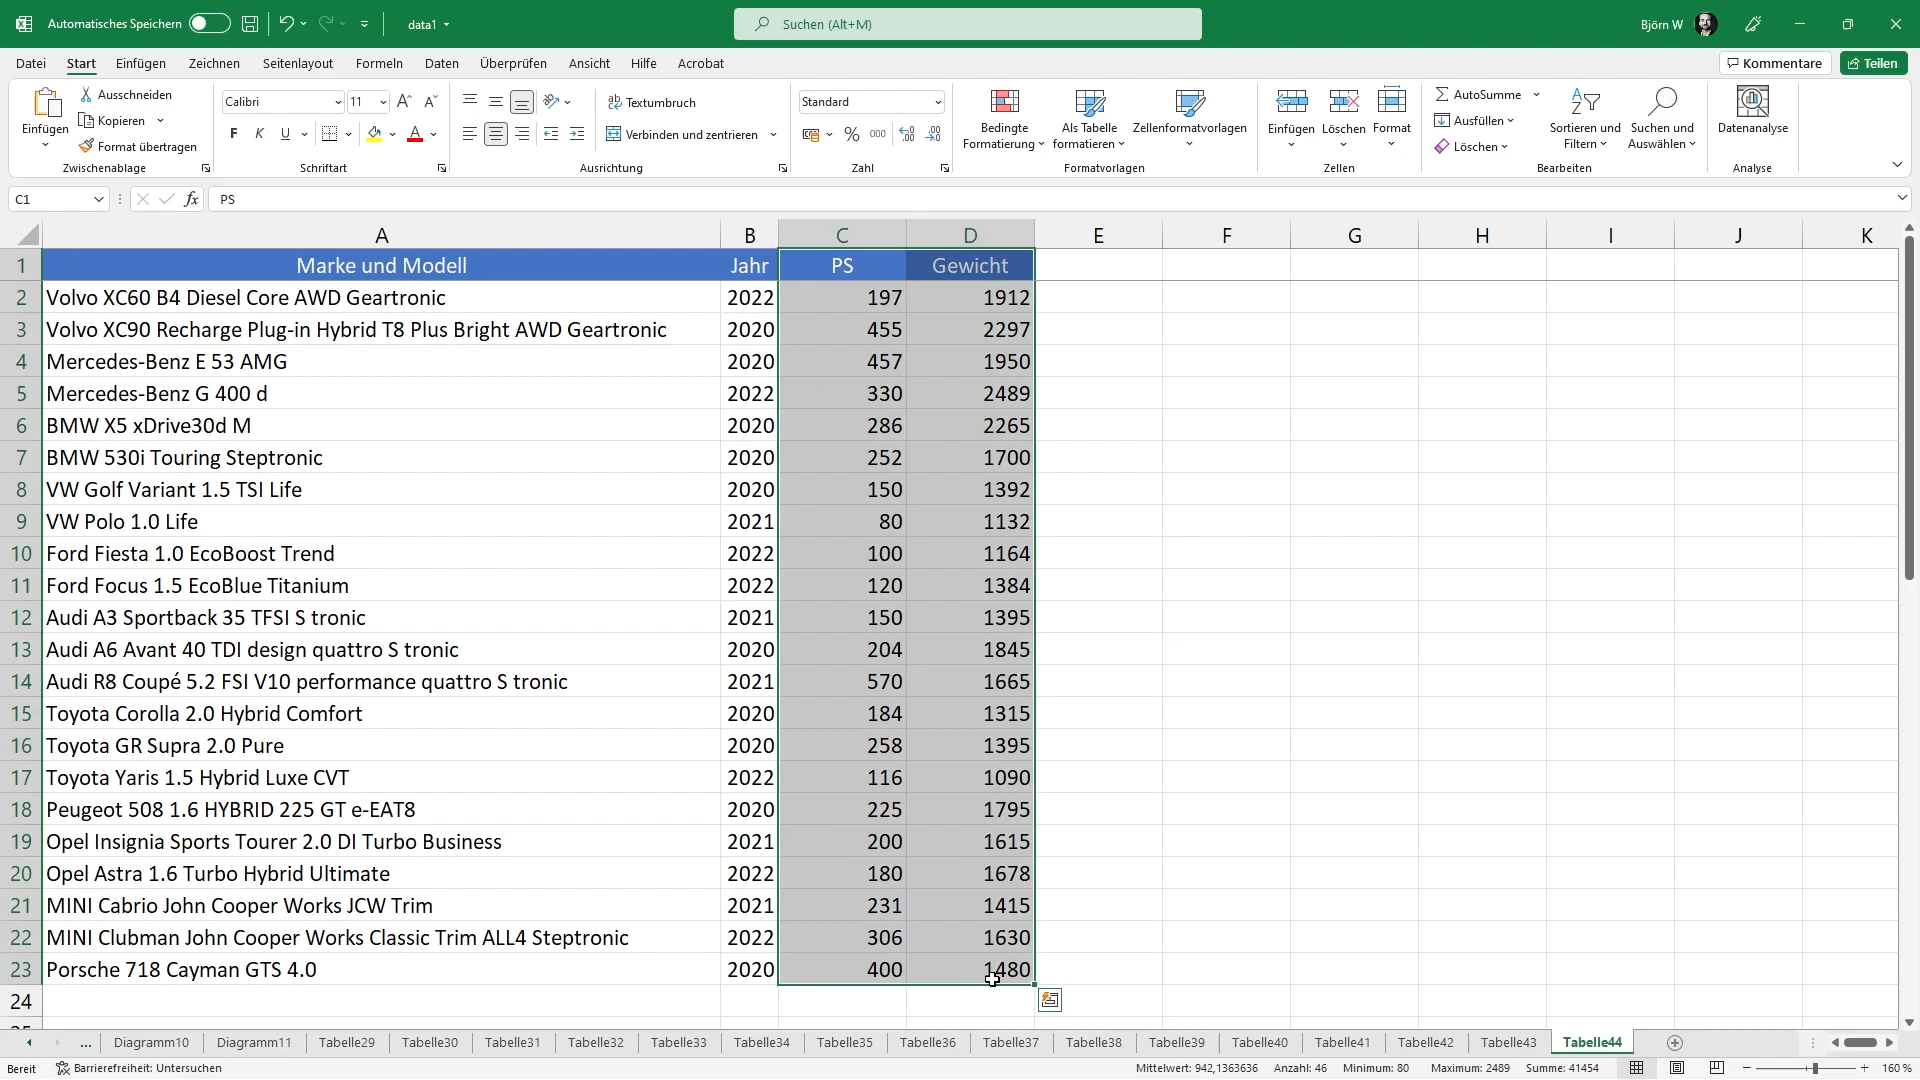 Automatisches Speichern
data1
Suchen (Alt+M)
Björn W
Datei Start Einfügen Zeichnen Seitenlayout Formeln Daten Überprüfen Ansicht Hilfe Acrobat
Kommentare Teilen
Einfügen
Ausschneiden
Kopieren
Format übertragen
Zwischenablage
Calibri 11
F K U
Schriftart
Textumbruch
Verbinden und zentrieren
Ausrichtung
Standard
% 000
Zahl
Bedingte Formatierung
Als Tabelle formatieren
Zellenformatvorlagen
Formatvorlagen
Einfügen Löschen Format
Zellen
AutoSumme
Ausfüllen
Löschen
Sortieren und Filtern
Suchen und Auswählen
Bearbeiten
Datenanalyse
Analyse
C1 fx PS
A B C D E F G H I J K
1 Marke und Modell Jahr PS Gewicht
2 Volvo XC60 B4 Diesel Core AWD Geartronic 2022 197 1912
3 Volvo XC90 Recharge Plug-in Hybrid T8 Plus Bright AWD Geartronic 2020 455 2297
4 Mercedes-Benz E 53 AMG 2020 457 1950
5 Mercedes-Benz G 400 d 2022 330 2489
6 BMW X5 xDrive30d M 2020 286 2265
7 BMW 530i Touring Steptronic 2020 252 1700
8 VW Golf Variant 1.5 TSI Life 2020 150 1392
9 VW Polo 1.0 Life 2021 80 1132
10 Ford Fiesta 1.0 EcoBoost Trend 2022 100 1164
11 Ford Focus 1.5 EcoBlue Titanium 2022 120 1384
12 Audi A3 Sportback 35 TFSI S tronic 2021 150 1395
13 Audi A6 Avant 40 TDI design quattro S tronic 2020 204 1845
14 Audi R8 Coupé 5.2 FSI V10 performance quattro S tronic 2021 570 1665
15 Toyota Corolla 2.0 Hybrid Comfort 2020 184 1315
16 Toyota GR Supra 2.0 Pure 2020 258 1395
17 Toyota Yaris 1.5 Hybrid Luxe CVT 2022 116 1090
18 Peugeot 508 1.6 HYBRID 225 GT e-EAT8 2020 225 1795
19 Opel Insignia Sports Tourer 2.0 DI Turbo Business 2021 200 1615
20 Opel Astra 1.6 Turbo Hybrid Ultimate 2022 180 1678
21 MINI Cabrio John Cooper Works JCW Trim 2021 231 1415
22 MINI Clubman John Cooper Works Classic Trim ALL4 Steptronic 2022 306 1630
23 Porsche 718 Cayman GTS 4.0 2020 400 1480
24
... Diagramm10 Diagramm11 Tabelle29 Tabelle30 Tabelle31 Tabelle32 Tabelle33 Tabelle34 Tabelle35 Tabelle36 Tabelle37 Tabelle38 Tabelle39 Tabelle40 Tabelle41 Tabelle42 Tabelle43 Tabelle44
Bereit Barrierefreiheit: Untersuchen Mittelwert: 942,1363636 Anzahl: 46 Minimum: 80 Maximum: 2489 Summe: 41454 160 %